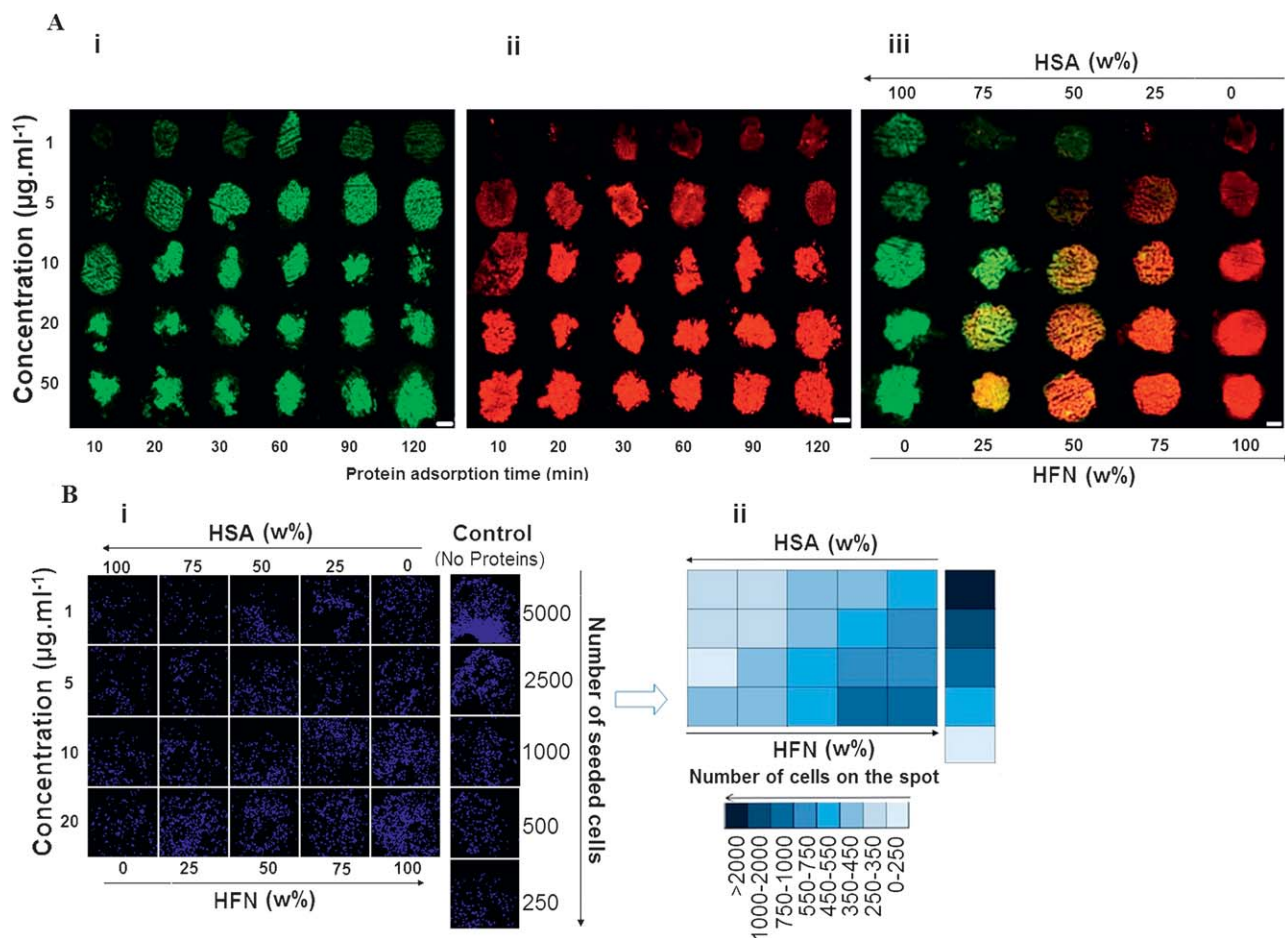 A
i
ii
iii
HSA (w%)
100 75 50 25 0
Concentration (µg.ml-1)
1
5
10
20
50
10 20 30 60 90 120
10 20 30 60 90 120
0 25 50 75 100
Protein adsorption time (min)
HFN (w%)
B
i
ii
HSA (w%)
100 75 50 25 0
Control
(No Proteins)
Concentration (µg.ml-1)
1
5
10
20
0 25 50 75 100
HFN (w%)
5000
2500
1000
500
250
Number of seeded cells
HSA (w%)
HFN (w%)
Number of cells on the spot
>2000
1000-2000
750-1000
550-750
450-550
350-450
250-350
0-250